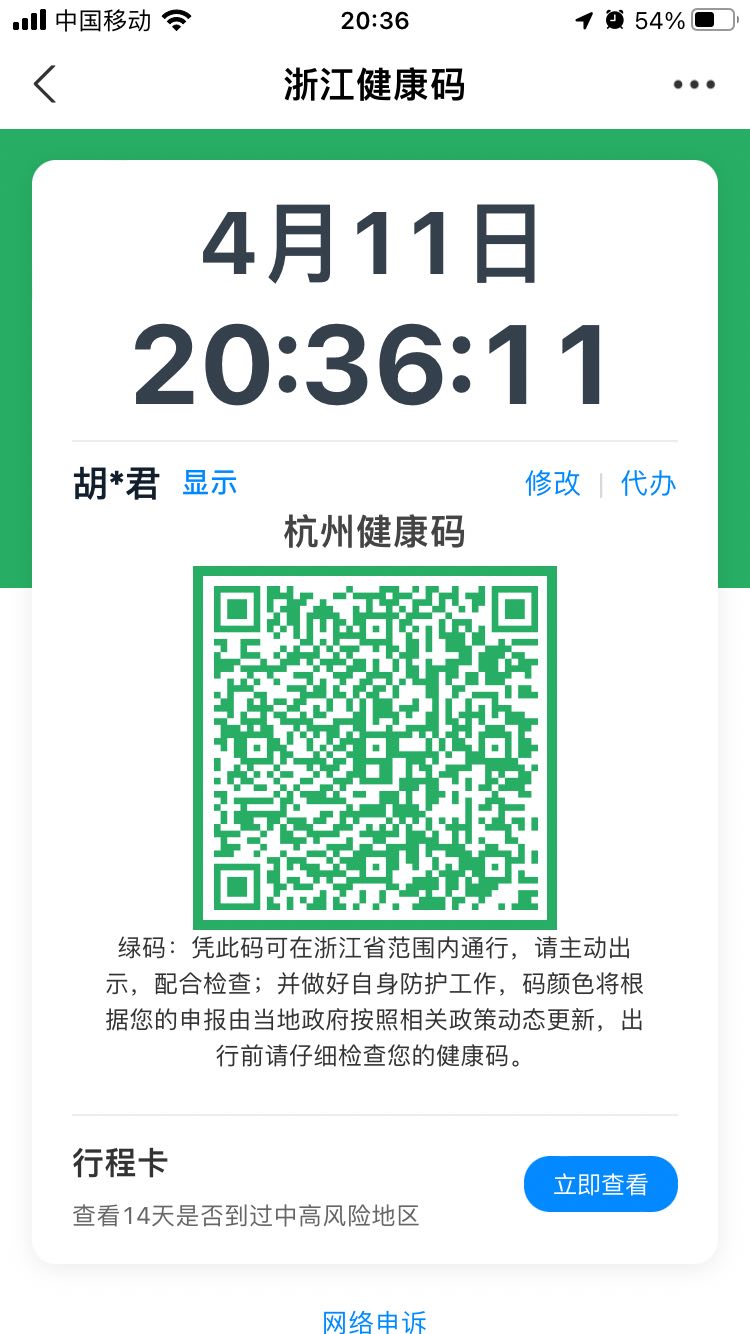 中国移动 20:36 54%
浙江健康码
4月11日
20:36:11
胡*君 显示 修改 | 代办
杭州健康码
绿码：凭此码可在浙江省范围内通行，请主动出
示，配合检查；并做好自身防护工作，码颜色将根
据您的申报由当地政府按照相关政策动态更新，出
行前请仔细检查您的健康码。
行程卡
立即查看
查看14天是否到过中高风险地区
网络申诉